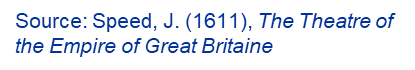 Source: Speed, J. (1611), The Theatre of
the Empire of Great Britaine